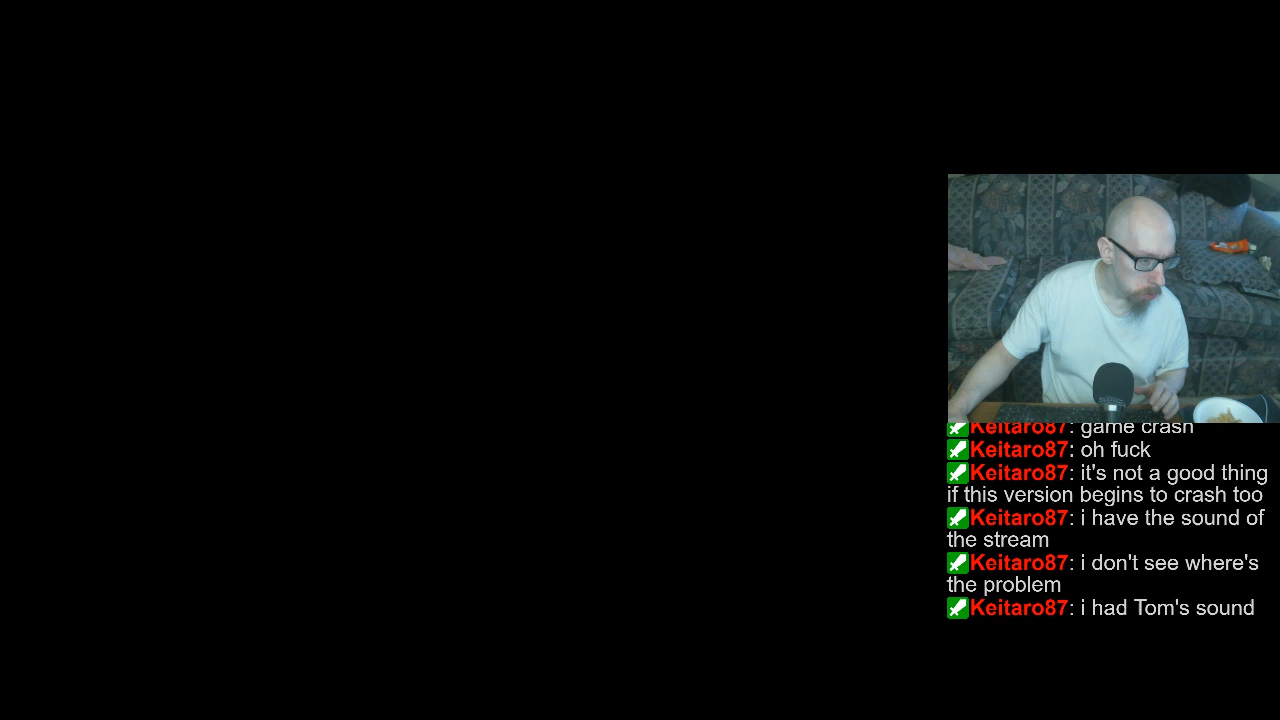 Keitaro87: game crash
Keitaro87: oh fuck
Keitaro87: it's not a good thing
if this version begins to crash too
Keitaro87: i have the sound of
the stream
Keitaro87: i don't see where's
the problem
Keitaro87: i had Tom's sound